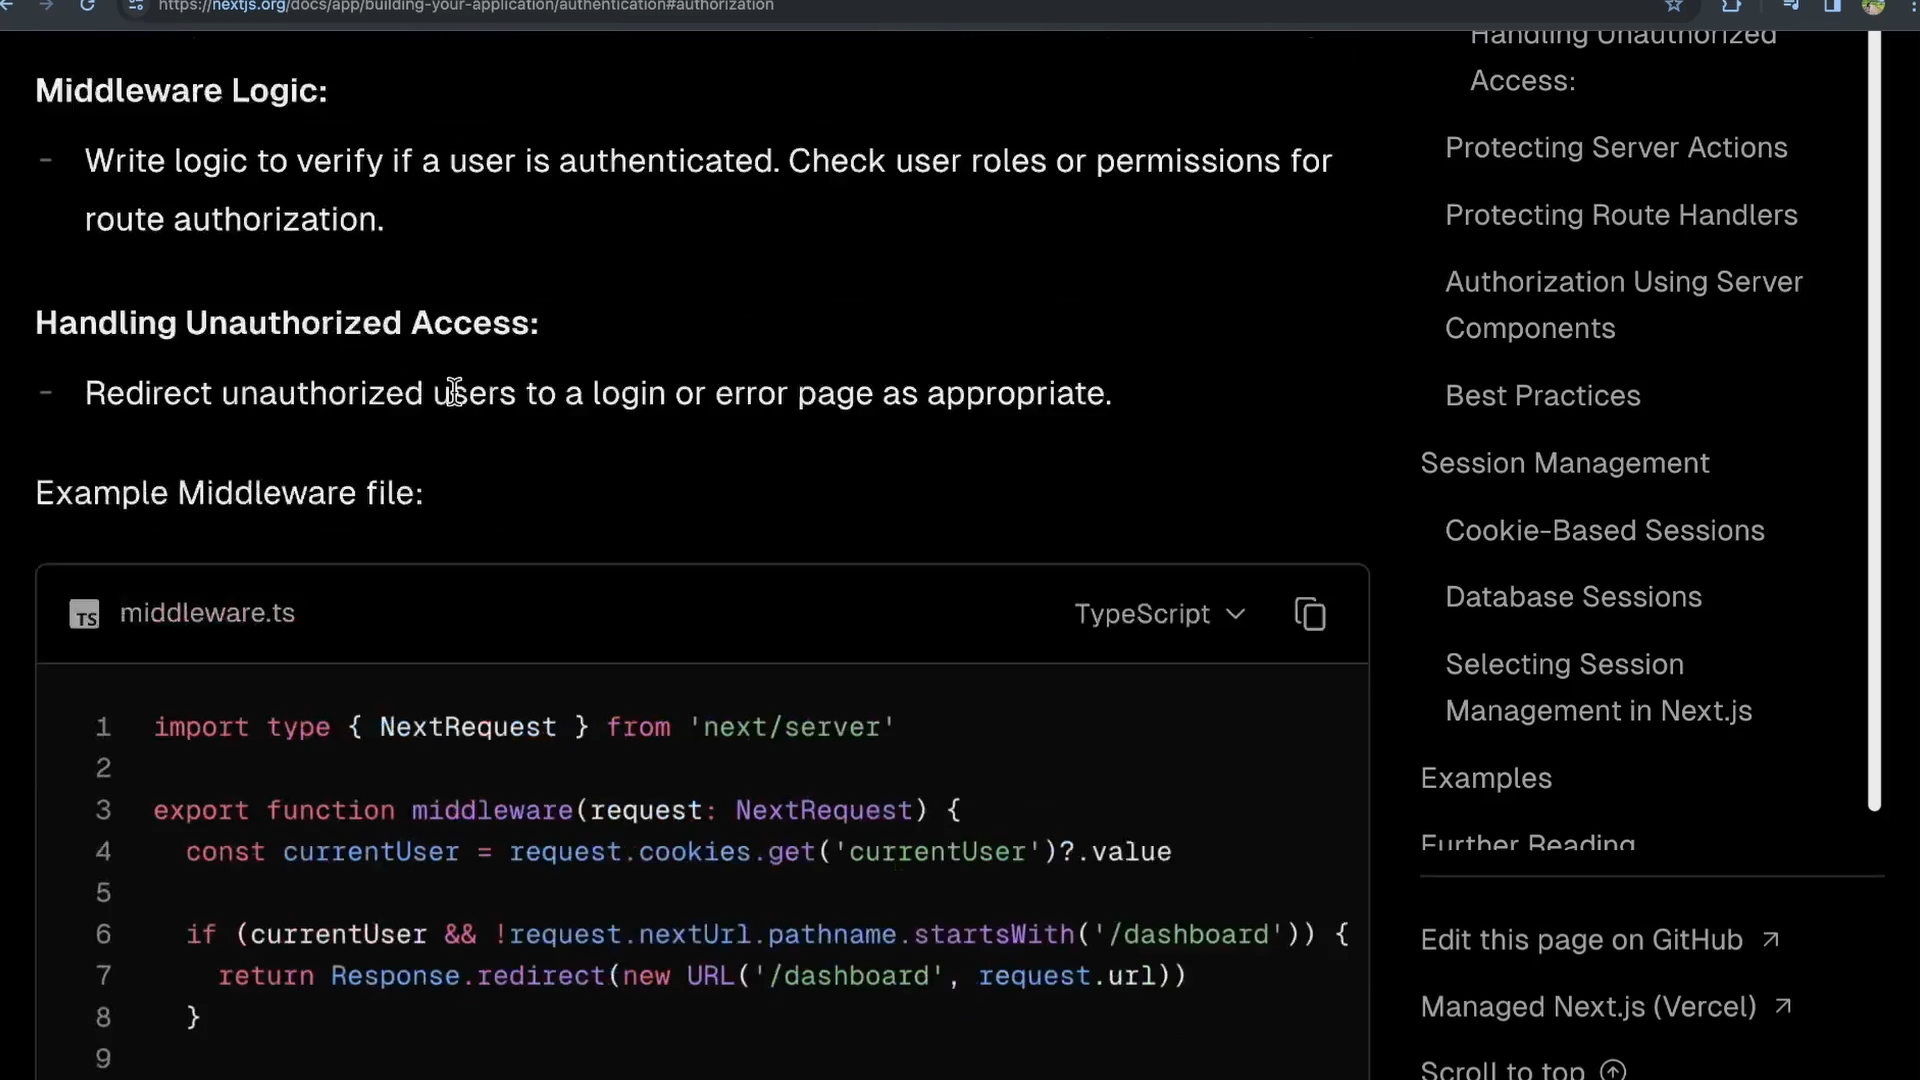 https://nextjs.org/docs/app/building-your-application/authentication#authorization
Middleware Logic:
- Write logic to verify if a user is authenticated. Check user roles or permissions for
route authorization.
Handling Unauthorized Access:
- Redirect unauthorized users to a login or error page as appropriate.
Example Middleware file:
TS middleware.ts
TypeScript
1 import type { NextRequest } from 'next/server'
2
3 export function middleware(request: NextRequest) {
4 const currentUser = request.cookies.get('currentUser')?.value
5
6 if (currentUser && !request.nextUrl.pathname.startsWith('/dashboard')) {
7 return Response.redirect(new URL('/dashboard', request.url))
8 }
9
Handling Unauthorized
Access:
Protecting Server Actions
Protecting Route Handlers
Authorization Using Server
Components
Best Practices
Session Management
Cookie-Based Sessions
Database Sessions
Selecting Session
Management in Next.js
Examples
Further Reading
Edit this page on GitHub
Managed Next.js (Vercel)
Scroll to top